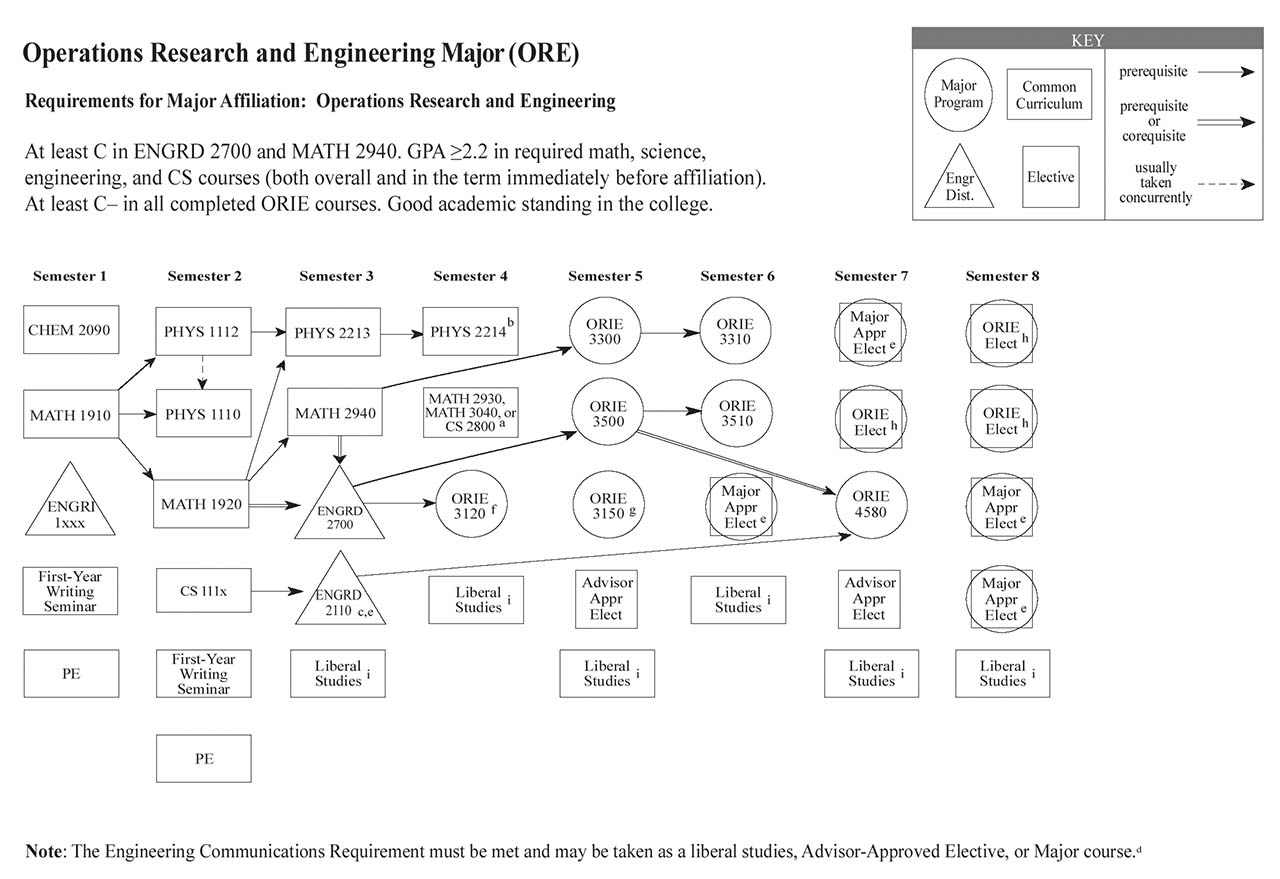 Operations Research and Engineering Major (ORE)
Requirements for Major Affiliation: Operations Research and Engineering
At least C in ENGRD 2700 and MATH 2940. GPA ≥2.2 in required math, science,
engineering, and CS courses (both overall and in the term immediately before affiliation).
At least C– in all completed ORIE courses. Good academic standing in the college.
KEY
Major
Program
Common
Curriculum
Engr
Dist.
Elective
prerequisite
prerequisite
or
corequisite
usually
taken
concurrently
Semester 1
Semester 2
Semester 3
Semester 4
Semester 5
Semester 6
Semester 7
Semester 8
CHEM 2090
PHYS 1112
PHYS 2213
PHYS 2214 b
ORIE
3300
ORIE
3310
Major
Appr
Elect e
ORIE
Elect h
MATH 1910
PHYS 1110
MATH 2940
MATH 2930,
MATH 3040, or
CS 2800 a
ORIE
3500
ORIE
3510
ORIE
Elect h
ORIE
Elect h
ENGRI
1xxx
MATH 1920
ENGRD
2700
ORIE
3120 f
ORIE
3150 g
Major
Appr
Elect e
ORIE
4580
Major
Appr
Elect e
First-Year
Writing
Seminar
CS 111x
ENGRD
2110 c,e
Liberal
Studies i
Advisor
Appr
Elect
Liberal
Studies i
Advisor
Appr
Elect
Major
Appr
Elect e
PE
First-Year
Writing
Seminar
Liberal
Studies i
Liberal
Studies i
Liberal
Studies i
Liberal
Studies i
PE
Note: The Engineering Communications Requirement must be met and may be taken as a liberal studies, Advisor-Approved Elective, or Major course.d